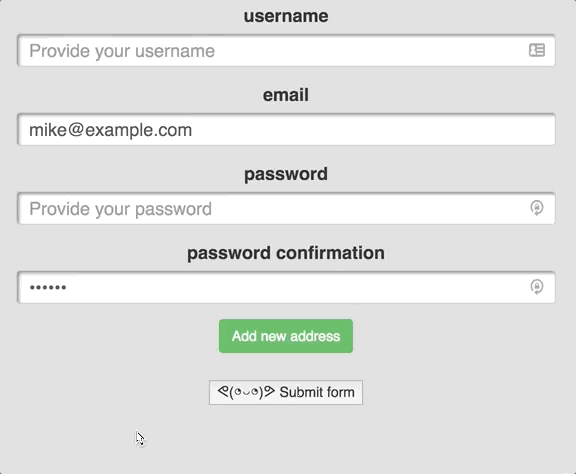 username
Provide your username
email
mike@example.com
password
Provide your password
password confirmation
••••••
Add new address
ᕙ(◔◡◔)ᕗ Submit form